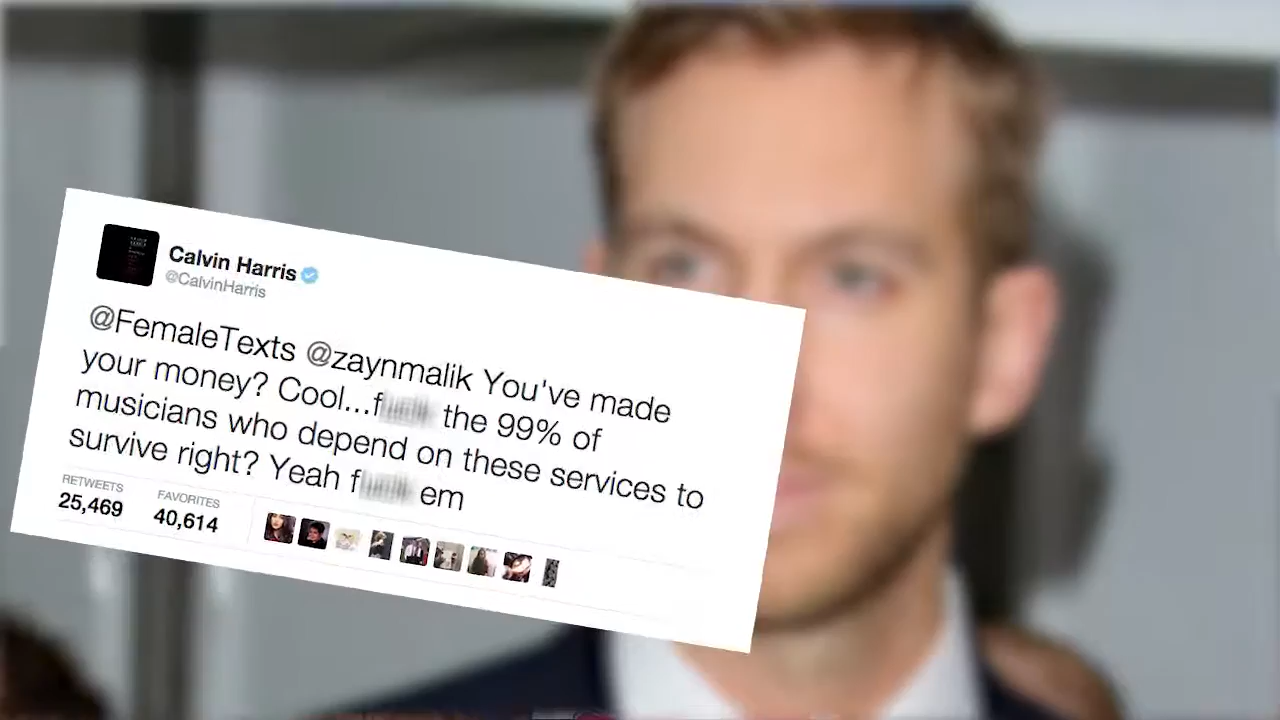 Calvin Harris
@CalvinHarris
@FemaleTexts @zaynmalik You've made
your money? Cool...f the 99% of
musicians who depend on these services to
survive right? Yeah f em
RETWEETS FAVORITES
25,469 40,614